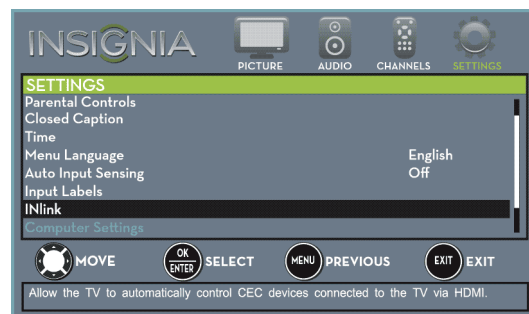 INSIGNIA
PICTURE AUDIO CHANNELS SETTINGS
SETTINGS
Parental Controls
Closed Caption
Time
Menu Language English
Auto Input Sensing Off
Input Labels
INlink
Computer Settings
MOVE OK ENTER SELECT MENU PREVIOUS EXIT EXIT
Allow the TV to automatically control CEC devices connected to the TV via HDMI.